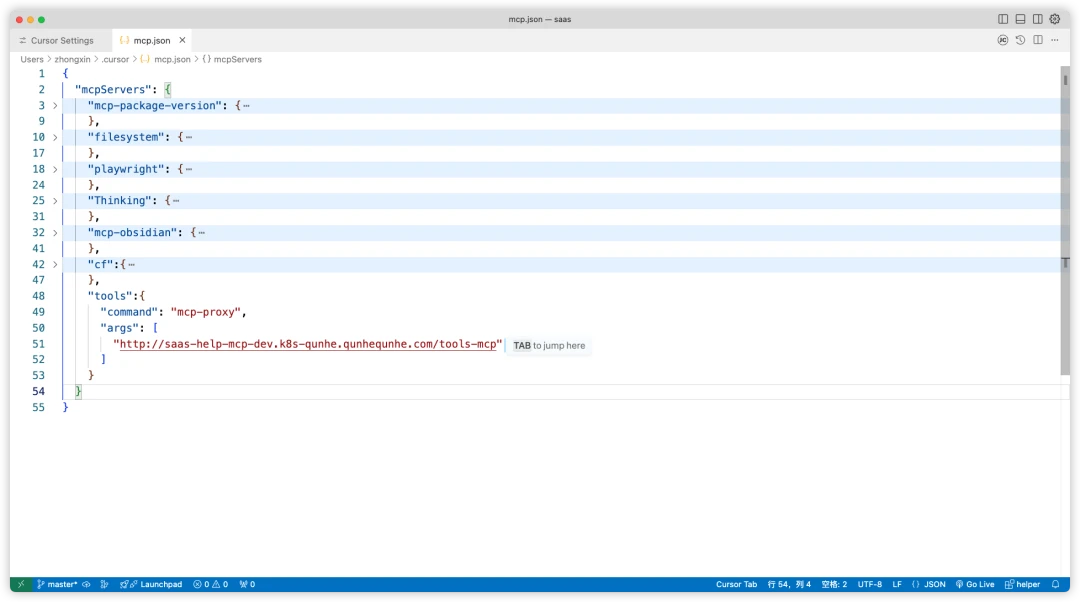 mcp.json — saas
Cursor Settings
{..} mcp.json ×
JC
Users > zhongxin > .cursor > {..} mcp.json > {} mcpServers
1 {
2 "mcpServers": {
3 > "mcp-package-version": {⋯
9 },
10 > "filesystem": {⋯
17 },
18 > "playwright": {⋯
24 },
25 > "Thinking": {⋯
31 },
32 > "mcp-obsidian": {⋯
41 },
42 > "cf":{⋯
47 },
48 "tools":{
49 "command": "mcp-proxy",
50 "args": [
51 "http://saas-help-mcp-dev.k8s-qunhe.qunhequnhe.com/tools-mcp" TAB to jump here
52 ]
53 }
54 }
55 }
master* Launchpad 0 0 0 Cursor Tab 行 54，列 4 空格: 2 UTF-8 LF {} JSON Go Live helper